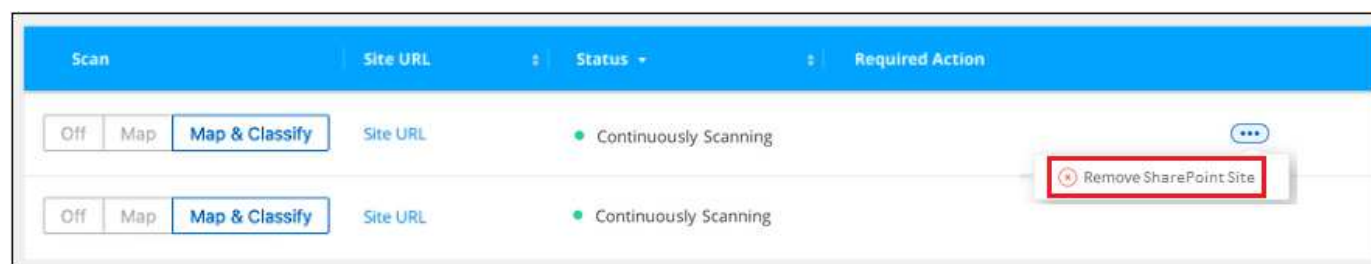 Scan Site URL Status Required Action
Off Map Map & Classify Site URL Continuously Scanning
Remove SharePoint Site
Off Map Map & Classify Site URL Continuously Scanning